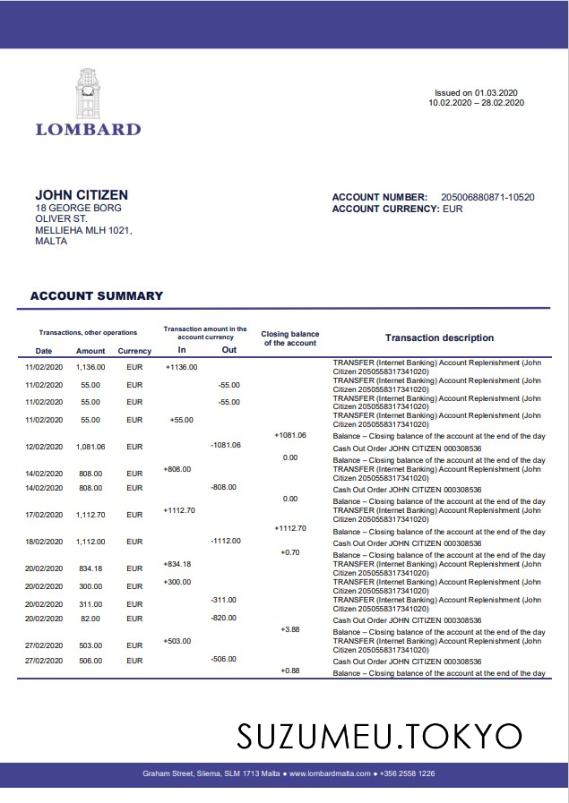 Issued on 01.03.2020
10.02.2020 – 28.02.2020
LOMBARD
JOHN CITIZEN
18 GEORGE BORG
OLIVER ST.
MELLIEHA MLH 1021,
MALTA
ACCOUNT NUMBER: 205006880871-10520
ACCOUNT CURRENCY: EUR
ACCOUNT SUMMARY
Transactions, other operations
Transaction amount in the account currency
Closing balance of the account
Transaction description
Date Amount Currency In Out
11/02/2020 1,136.00 EUR +1136.00 TRANSFER (Internet Banking) Account Replenishment (John
Citizen 2050558317341020)
11/02/2020 55.00 EUR -55.00 TRANSFER (Internet Banking) Account Replenishment (John
Citizen 2050558317341020)
11/02/2020 55.00 EUR -55.00 TRANSFER (Internet Banking) Account Replenishment (John
Citizen 2050558317341020)
11/02/2020 55.00 EUR +55.00 TRANSFER (Internet Banking) Account Replenishment (John
Citizen 2050558317341020)
+1081.06 Balance – Closing balance of the account at the end of the day
12/02/2020 1,081.06 EUR -1081.06 Cash Out Order JOHN CITIZEN 000308536
0.00 Balance – Closing balance of the account at the end of the day
14/02/2020 808.00 EUR +808.00 TRANSFER (Internet Banking) Account Replenishment (John
Citizen 2050558317341020)
14/02/2020 808.00 EUR -808.00 Cash Out Order JOHN CITIZEN 000308536
0.00 Balance – Closing balance of the account at the end of the day
17/02/2020 1,112.70 EUR +1112.70 TRANSFER (Internet Banking) Account Replenishment (John
Citizen 2050558317341020)
+1112.70 Balance – Closing balance of the account at the end of the day
18/02/2020 1,112.00 EUR -1112.00 Cash Out Order JOHN CITIZEN 000308536
+0.70 Balance – Closing balance of the account at the end of the day
20/02/2020 834.18 EUR +834.18 TRANSFER (Internet Banking) Account Replenishment (John
Citizen 2050558317341020)
20/02/2020 300.00 EUR +300.00 TRANSFER (Internet Banking) Account Replenishment (John
Citizen 2050558317341020)
20/02/2020 311.00 EUR -311.00 TRANSFER (Internet Banking) Account Replenishment (John
Citizen 2050558317341020)
20/02/2020 82.00 EUR -820.00 Cash Out Order JOHN CITIZEN 000308536
+3.88 Balance – Closing balance of the account at the end of the day
27/02/2020 503.00 EUR +503.00 TRANSFER (Internet Banking) Account Replenishment (John
Citizen 2050558317341020)
27/02/2020 506.00 EUR -506.00 Cash Out Order JOHN CITIZEN 000308536
+0.88 Balance – Closing balance of the account at the end of the day
SUZUMEU.TOKYO
Graham Street, Sliema, SLM 1713 Malta ● www.lombardmalta.com ● +356 2558 1226